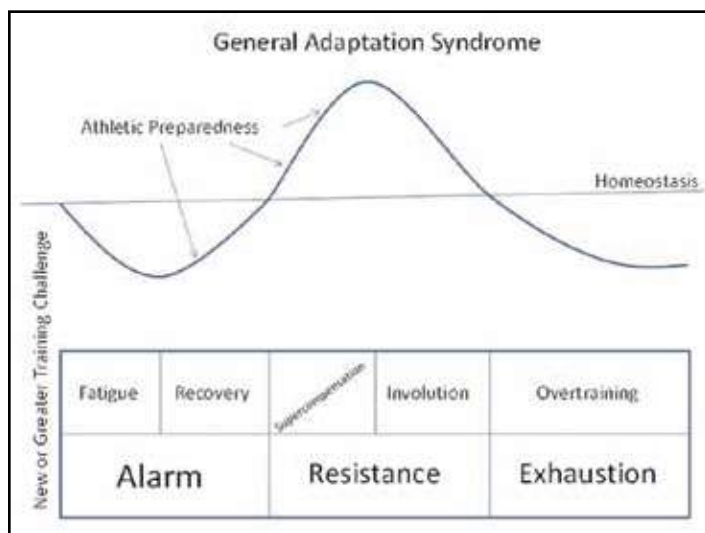 General Adaptation Syndrome
Athletic Preparedness
Homeostasis
New or Greater Training Challenge
Fatigue
Recovery
Supercompensation
Involution
Overtraining
Alarm
Resistance
Exhaustion